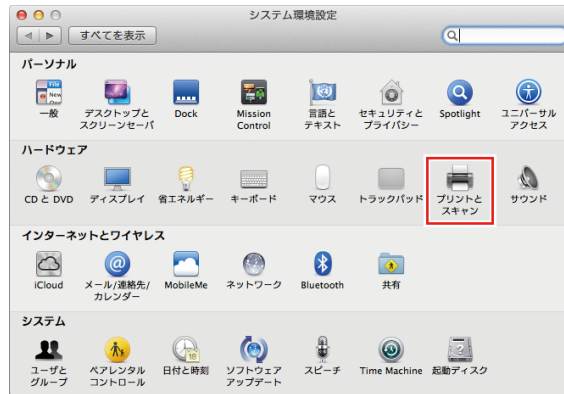 システム環境設定
すべてを表示
パーソナル
一般
デスクトップと
スクリーンセーバ
Dock
Mission
Control
言語と
テキスト
セキュリティと
プライバシー
Spotlight
ユニバーサル
アクセス
ハードウェア
CD と DVD
ディスプレイ
省エネルギー
キーボード
マウス
トラックパッド
プリントと
スキャン
サウンド
インターネットとワイヤレス
iCloud
メール/連絡先/
カレンダー
MobileMe
ネットワーク
Bluetooth
共有
システム
ユーザと
グループ
ペアレンタル
コントロール
日付と時刻
ソフトウェア
アップデート
スピーチ
Time Machine
起動ディスク